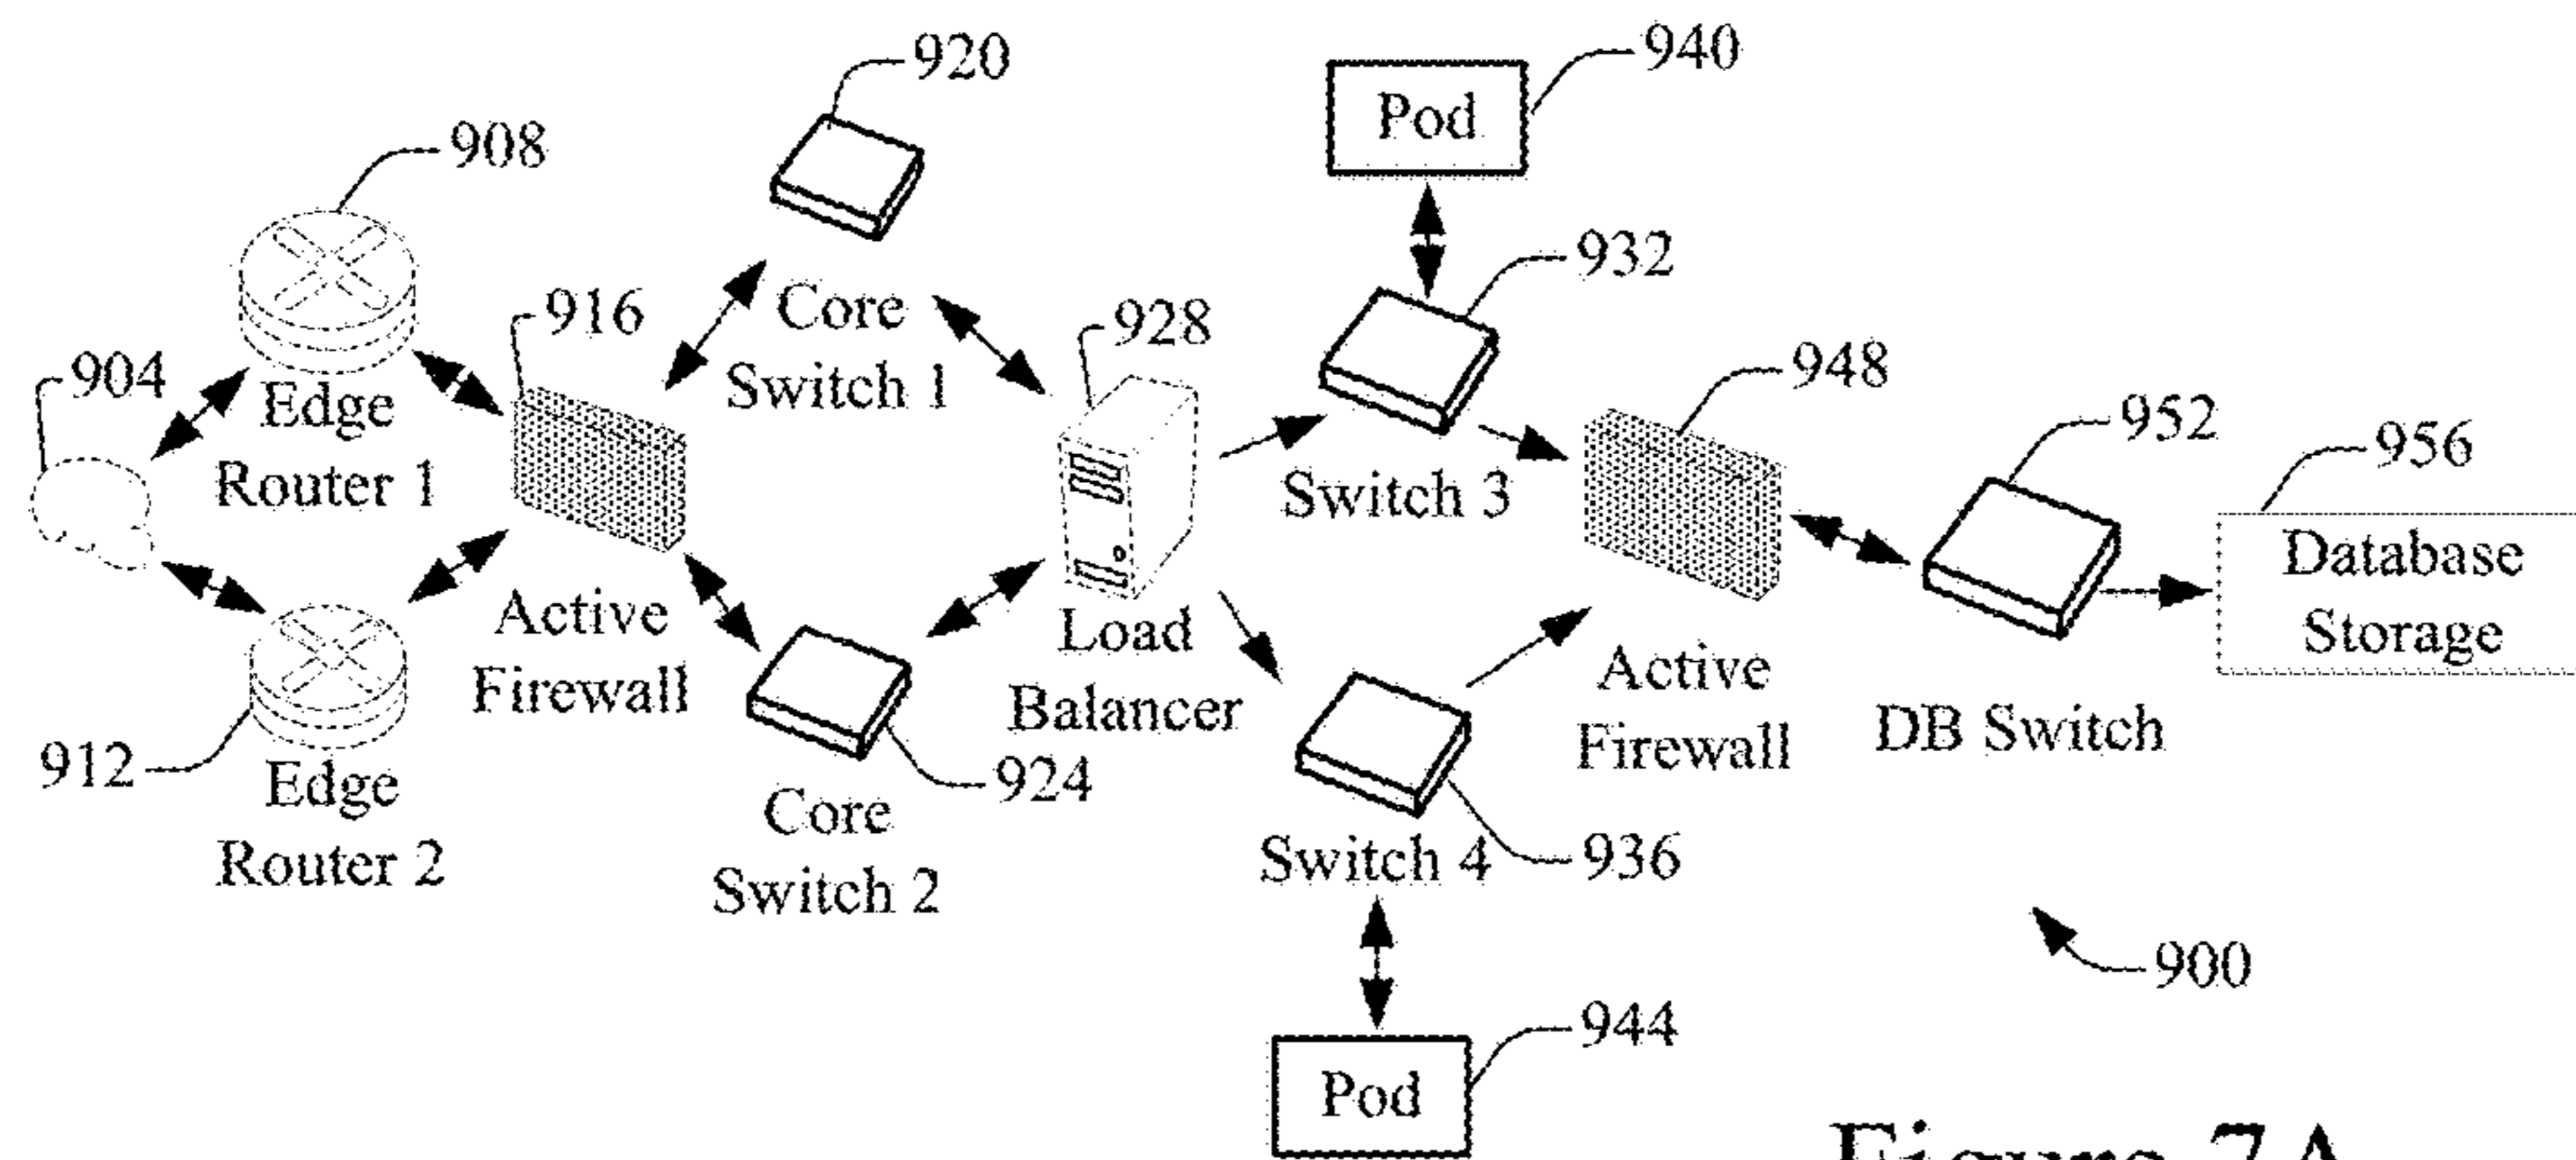 920
940
Pod
908
932
916
Core
Switch 1
928
948
904
Edge
Router 1
952
956
Switch 3
Database
Storage
Active
Firewall
Load
Balancer
Active
Firewall
DB Switch
912
Edge
Router 2
924
Core
Switch 2
Switch 4
936
900
944
Pod
Figure 7A